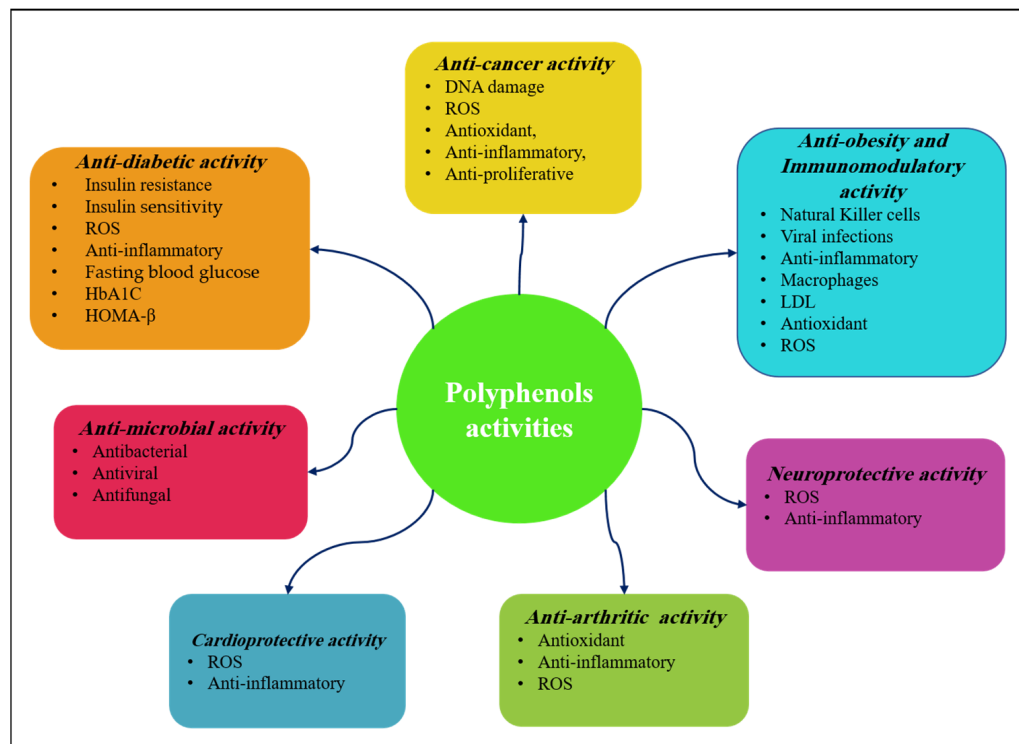 Anti-cancer activity
• DNA damage
• ROS
• Antioxidant,
• Anti-inflammatory,
• Anti-proliferative
Anti-diabetic activity
• Insulin resistance
• Insulin sensitivity
• ROS
• Anti-inflammatory
• Fasting blood glucose
• HbA1C
• HOMA-β
Anti-obesity and
Immunomodulatory
activity
• Natural Killer cells
• Viral infections
• Anti-inflammatory
• Macrophages
• LDL
• Antioxidant
• ROS
Polyphenols
activities
Anti-microbial activity
• Antibacterial
• Antiviral
• Antifungal
Neuroprotective activity
• ROS
• Anti-inflammatory
Cardioprotective activity
• ROS
• Anti-inflammatory
Anti-arthritic activity
• Antioxidant
• Anti-inflammatory
• ROS